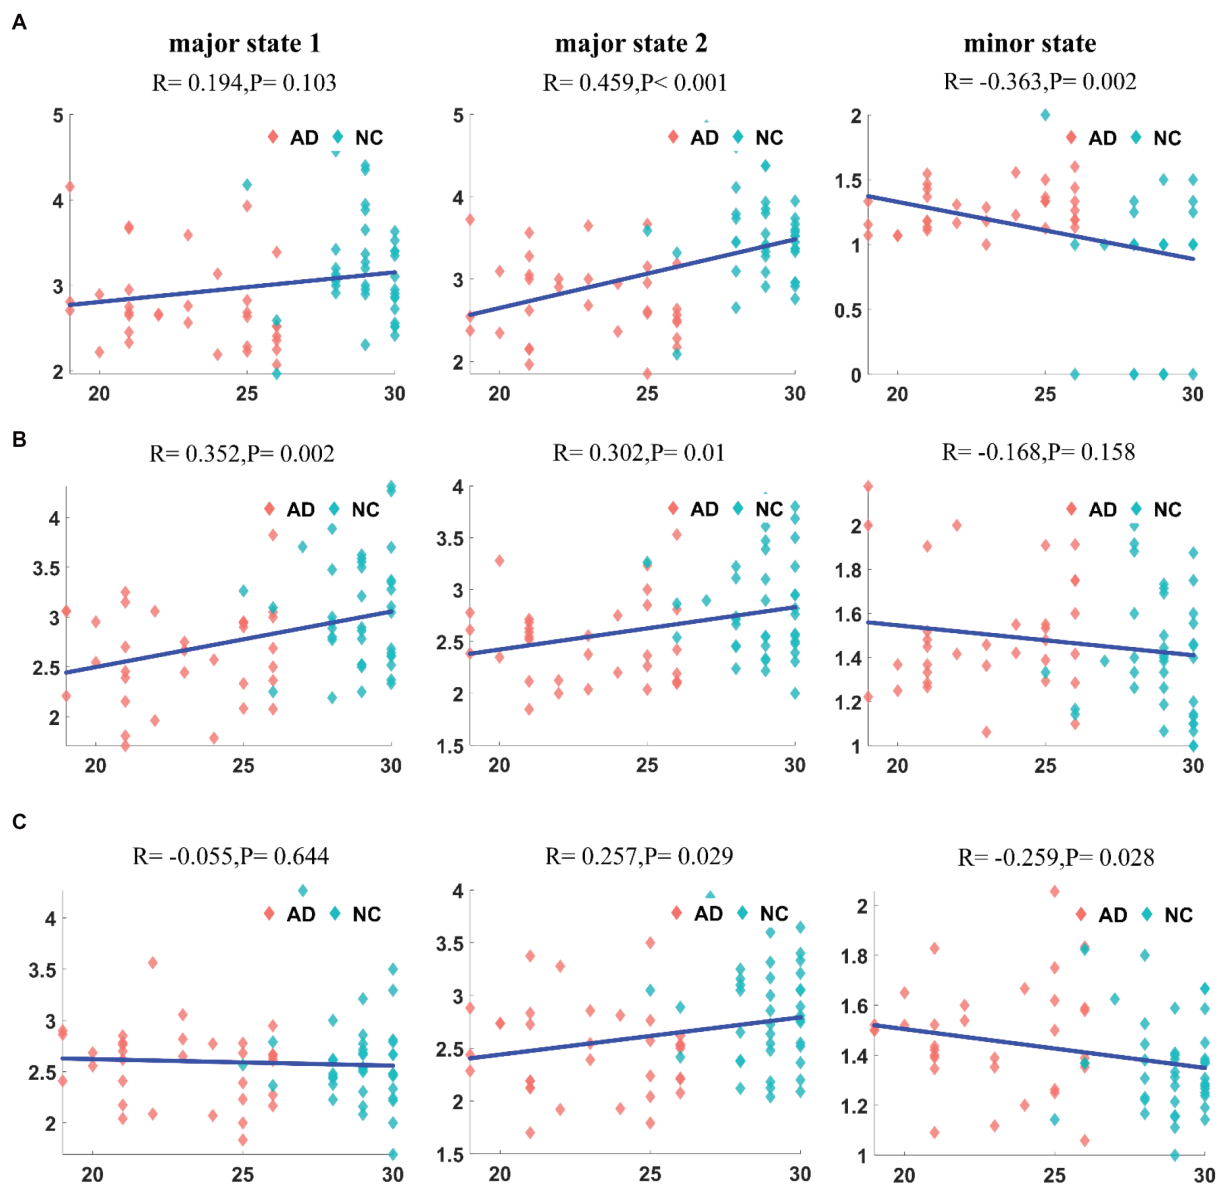 A
major state 1
major state 2
minor state
R= 0.194,P= 0.103
R= 0.459,P< 0.001
R= -0.363,P= 0.002
5
4
3
2
20
25
30
AD
NC
5
4
3
2
20
25
30
AD
NC
2
1.5
1
0.5
0
20
25
30
AD
NC
B
R= 0.352,P= 0.002
R= 0.302,P= 0.01
R= -0.168,P= 0.158
4
3.5
3
2.5
2
20
25
30
AD
NC
4
3.5
3
2.5
2
1.5
20
25
30
AD
NC
2
1.8
1.6
1.4
1.2
1
20
25
30
AD
NC
C
R= -0.055,P= 0.644
R= 0.257,P= 0.029
R= -0.259,P= 0.028
4
3.5
3
2.5
2
20
25
30
AD
NC
4
3.5
3
2.5
2
1.5
20
25
30
AD
NC
2
1.8
1.6
1.4
1.2
1
20
25
30
AD
NC